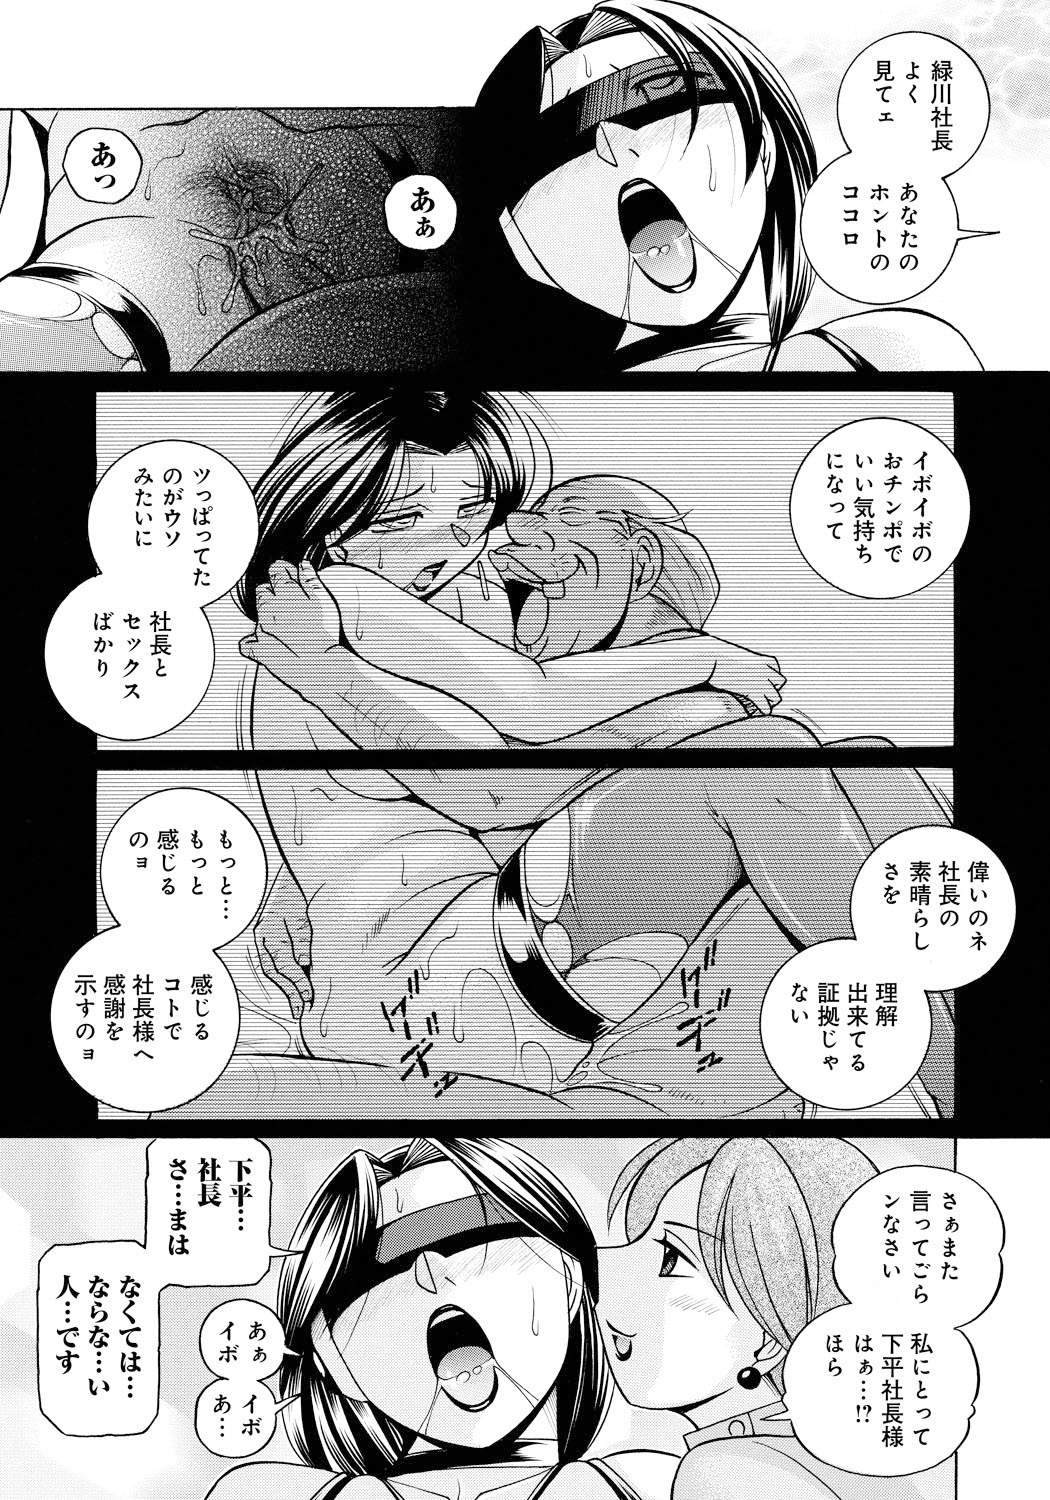 緑川社長
よく
見てェ
あなたの
ホントの
ココロ
あぁ
あっ
イボイボの
おチンポで
いい気持ち
になって
ツっぱってた
のがウソ
みたいに
社長と
セックス
ばかり
偉いのネ
社長の
素晴らし
さを
理解
出来てる
証拠じゃ
ない
もっと…
もっと
感じる
のョ
感じる
コトで
社長様へ
感謝を
示すのョ
さぁまた
言ってごら
ンなさい
私にとって
下平社長様
はぁ…!?
ほら
下平…
社長
さ…まは
なくては…
ならな…い
人…です
あぁ
イボ
イボ
あ…